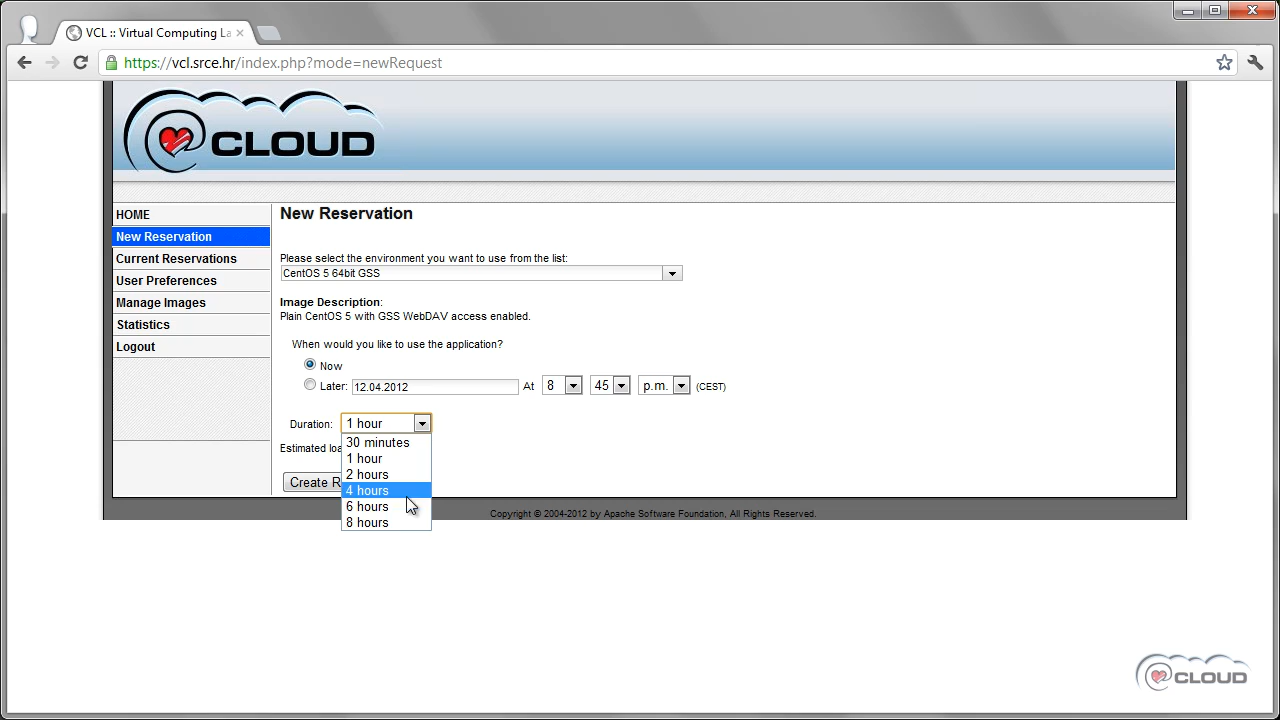 VCL :: Virtual Computing La
https://vcl.srce.hr/index.php?mode=newRequest
@CLOUD
HOME
New Reservation
Current Reservations
User Preferences
Manage Images
Statistics
Logout
New Reservation
Please select the environment you want to use from the list:
CentOS 5 64bit GSS
Image Description:
Plain CentOS 5 with GSS WebDAV access enabled.
When would you like to use the application?
Now
Later: 12.04.2012 At 8 45 p.m. (CEST)
Duration: 1 hour
30 minutes
1 hour
2 hours
4 hours
6 hours
8 hours
Estimated loa
Create R
Copyright © 2004-2012 by Apache Software Foundation, All Rights Reserved.
@CLOUD